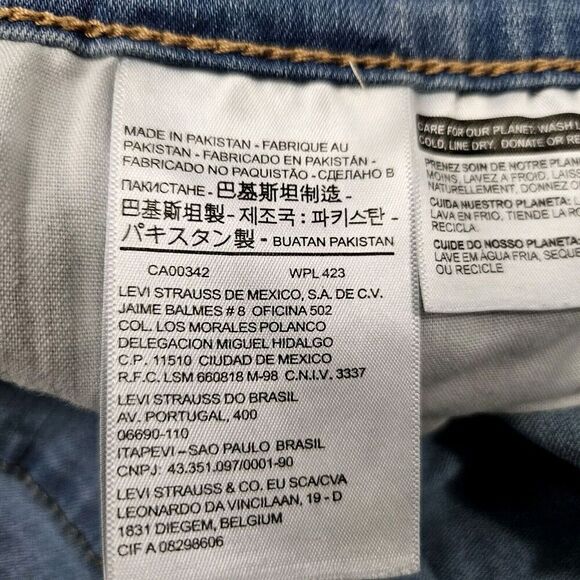 MADE IN PAKISTAN - FABRIQUE AU
PAKISTAN - FABRICADO EN PAKISTÁN -
FABRICADO NO PAQUISTÃO - СДЕЛАНО В
ПАКИСТАНЕ - 巴基斯坦制造 -
巴基斯坦製 - 제조국 : 파키스탄 -
パキスタン製 - BUATAN PAKISTAN
CA00342 WPL 423
LEVI STRAUSS DE MEXICO, S.A. DE C.V.
JAIME BALMES # 8 OFICINA 502
COL. LOS MORALES POLANCO
DELEGACION MIGUEL HIDALGO
C.P. 11510 CIUDAD DE MEXICO
R.F.C. LSM 660818 M-98 C.N.I.V. 3337
LEVI STRAUSS DO BRASIL
AV. PORTUGAL, 400
06690-110
ITAPEVI – SAO PAULO BRASIL
CNPJ: 43.351.097/0001-90
LEVI STRAUSS & CO. EU SCA/CVA
LEONARDO DA VINCILAAN, 19 - D
1831 DIEGEM, BELGIUM
CIF A 08298606
CARE FOR OUR PLANET: WASH
COLD, LINE DRY, DONATE OR
PRENEZ SOIN DE NOTRE
MOINS, LAVEZ À FROID,
NATURELLEMENT, DONNEZ
CUIDA NUESTRO PLANETA:
LAVA EN FRIO, TIENDE LA
RECICLA.
CUIDE DO NOSSO PLANETA:
LAVE EM ÁGUA FRIA,
OU RECICLE